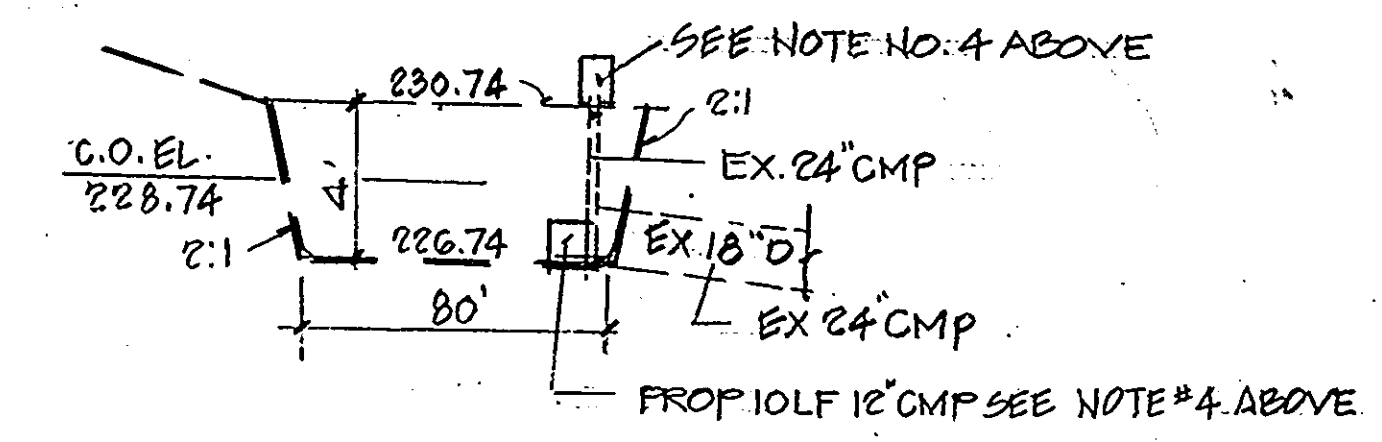 SEE NOTE NO. 4 ABOVE
230.74
2:1
C.O. EL.
228.74
4'
EX. 24" CMP
2:1
226.74
EX 18" D
80'
EX 24" CMP
PROP 10LF 12" CMP SEE NOTE #4 ABOVE